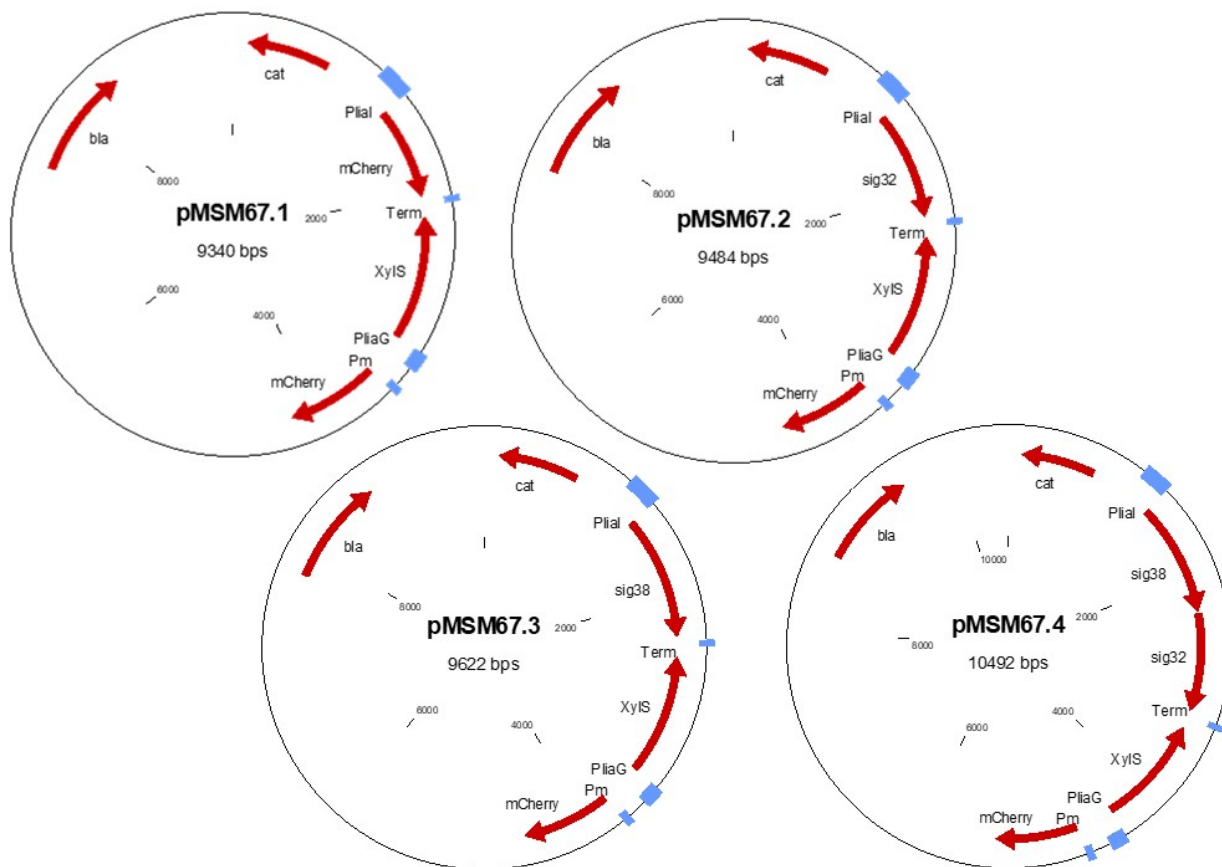 cat
bla
PliaI
mCherry
8000
2000
pMSM67.1
9340 bps
Term
XylS
6000
4000
PliaG
Pm
mCherry
cat
bla
PliaI
sig32
8000
2000
pMSM67.2
9484 bps
Term
XylS
6000
4000
PliaG
Pm
mCherry
cat
bla
PliaI
sig38
8000
2000
pMSM67.3
9622 bps
Term
XylS
6000
4000
PliaG
Pm
mCherry
cat
bla
PliaI
10000
sig38
2000
pMSM67.4
10492 bps
8000
sig32
Term
4000
6000
XylS
PliaG
Pm
mCherry